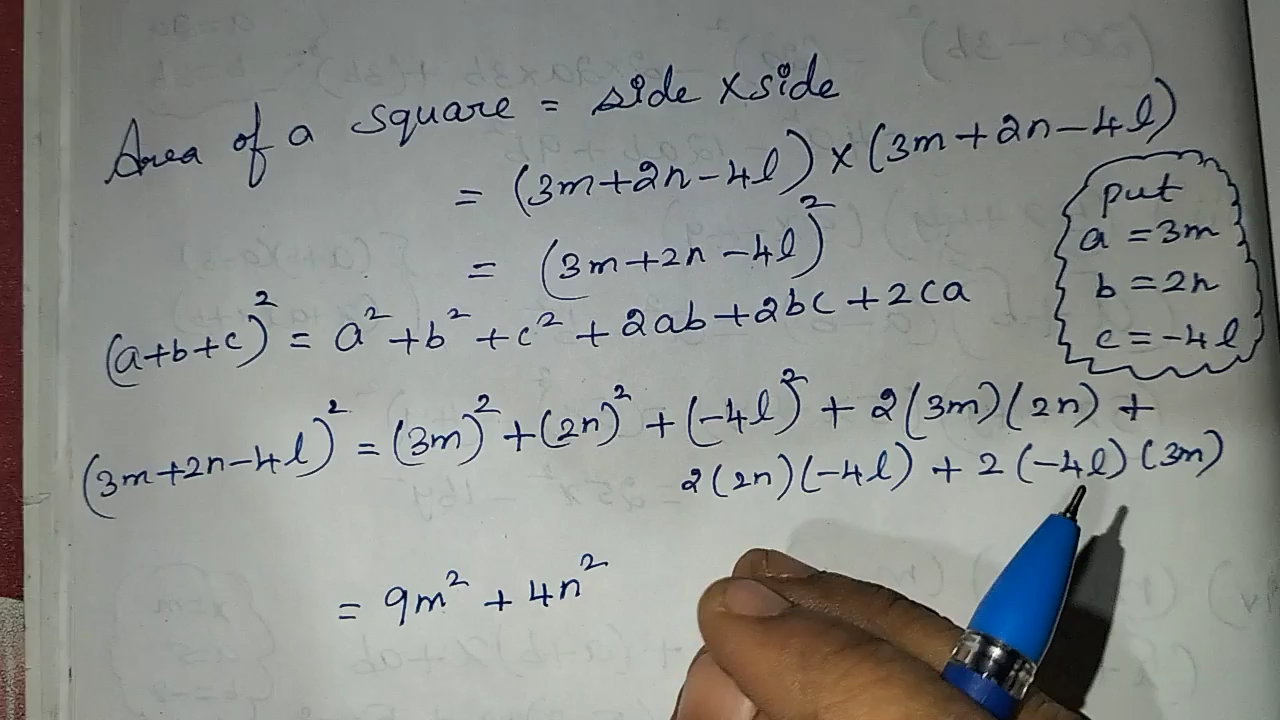 Area of a square = side × side
= (3m+2n-4l) × (3m+2n-4l)
= (3m+2n-4l)²
(a+b+c)² = a²+b²+c²+2ab+2bc+2ca
put
a = 3m
b = 2n
c = -4l
(3m+2n-4l)² = (3m)²+(2n)²+(-4l)²+2(3m)(2n)+
2(2n)(-4l)+2(-4l)(3m)
= 9m²+4n²